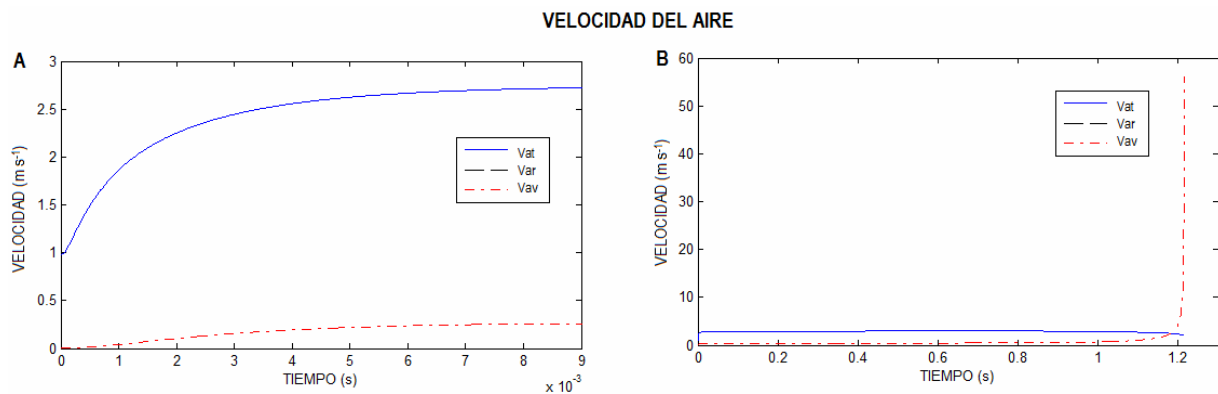 VELOCIDAD DEL AIRE
A
VELOCIDAD (m s-1)
3
2.5
2
1.5
1
0.5
0
Vat
Var
Vav
0 1 2 3 4 5 6 7 8 9
TIEMPO (s)
x 10-3
B
VELOCIDAD (m s-1)
60
50
40
30
20
10
0
Vat
Var
Vav
0 0.2 0.4 0.6 0.8 1 1.2
TIEMPO (s)